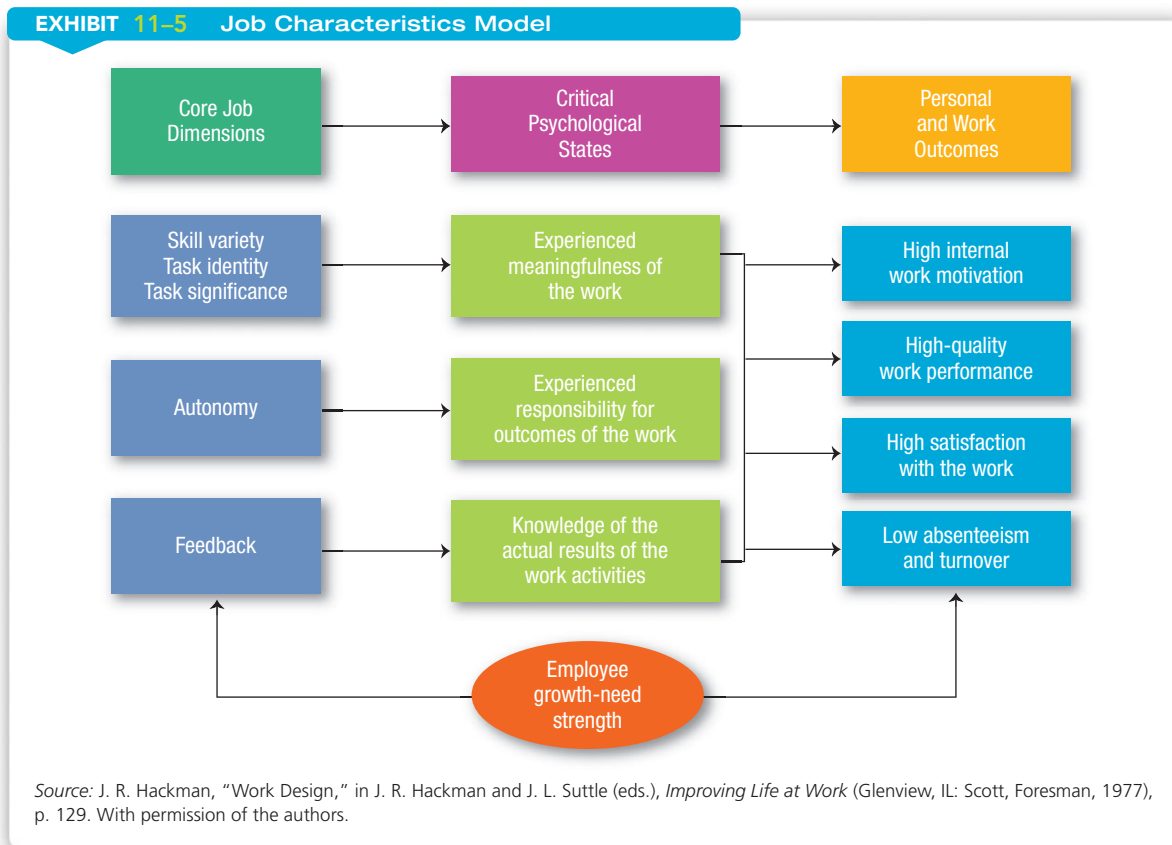 EXHIBIT 11–5 Job Characteristics Model
Core Job
Dimensions
Critical
Psychological
States
Personal
and Work
Outcomes
Skill variety
Task identity
Task significance
Experienced
meaningfulness of
the work
High internal
work motivation
High-quality
work performance
Autonomy
Experienced
responsibility for
outcomes of the work
High satisfaction
with the work
Feedback
Knowledge of the
actual results of the
work activities
Low absenteeism
and turnover
Employee
growth-need
strength
Source: J. R. Hackman, “Work Design,” in J. R. Hackman and J. L. Suttle (eds.), Improving Life at Work (Glenview, IL: Scott, Foresman, 1977),
p. 129. With permission of the authors.